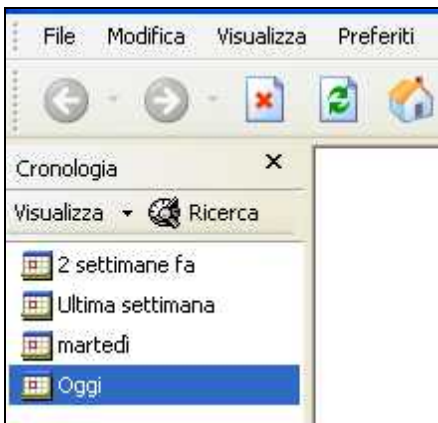 File Modifica Visualizza Preferiti
Cronologia
Visualizza Ricerca
2 settimane fa
Ultima settimana
martedì
Oggi